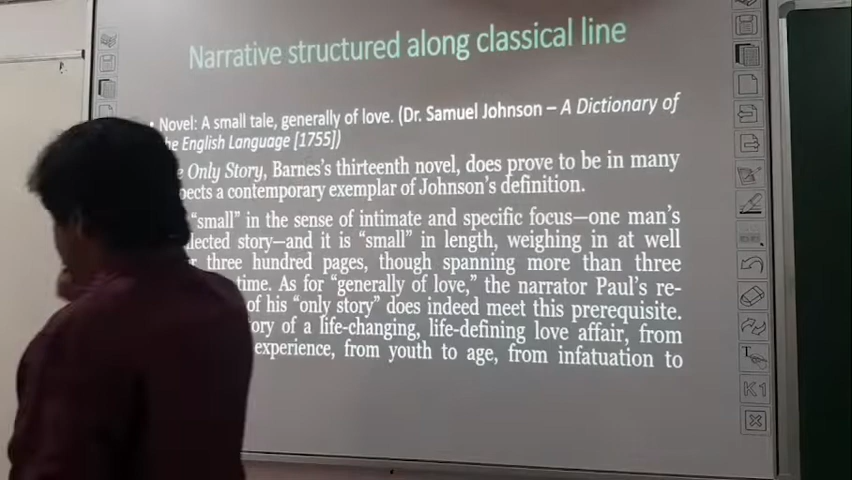 Narrative structured along classical line
• Novel: A small tale, generally of love. (Dr. Samuel Johnson – A Dictionary of
he English Language [1755])
e Only Story, Barnes's thirteenth novel, does prove to be in many
pects a contemporary exemplar of Johnson's definition.
"small" in the sense of intimate and specific focus—one man's
lected story—and it is "small" in length, weighing in at well
r three hundred pages, though spanning more than three
time. As for "generally of love," the narrator Paul's re-
of his "only story" does indeed meet this prerequisite.
ory of a life-changing, life-defining love affair, from
experience, from youth to age, from infatuation to
K1